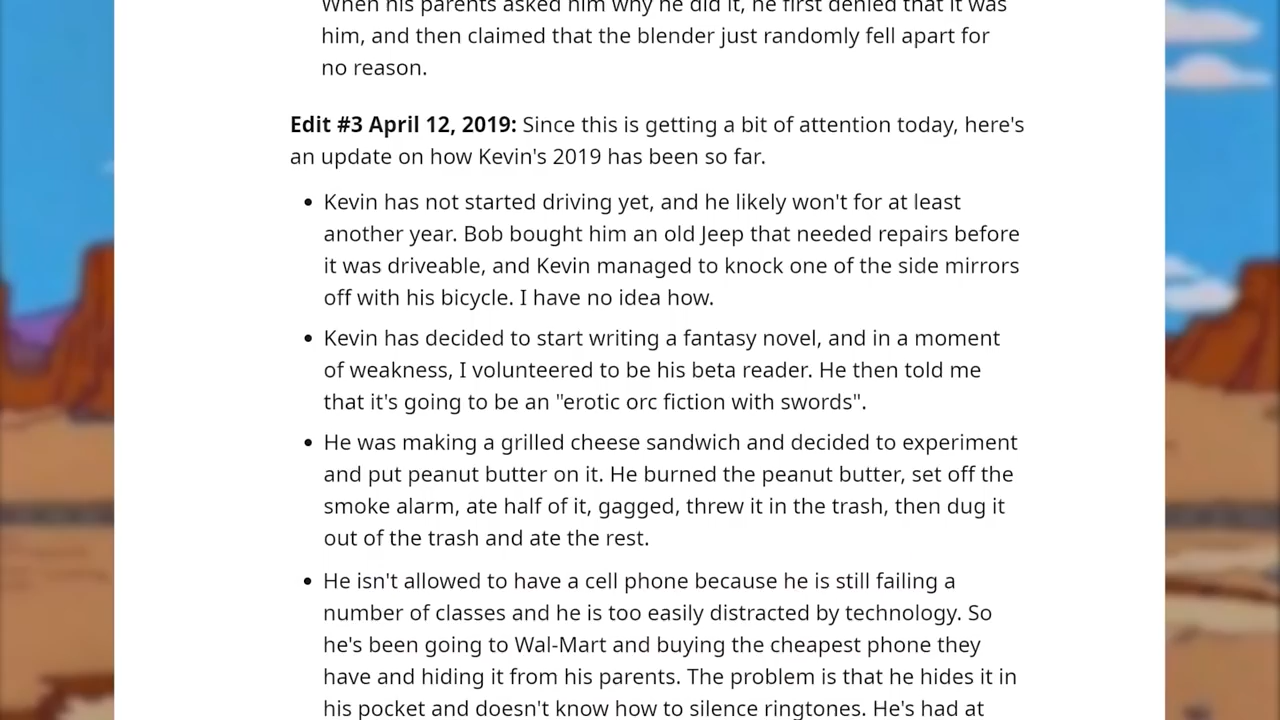 When his parents asked him why he did it, he first denied that it was
him, and then claimed that the blender just randomly fell apart for
no reason.
Edit #3 April 12, 2019: Since this is getting a bit of attention today, here's
an update on how Kevin's 2019 has been so far.
• Kevin has not started driving yet, and he likely won't for at least
another year. Bob bought him an old Jeep that needed repairs before
it was driveable, and Kevin managed to knock one of the side mirrors
off with his bicycle. I have no idea how.
• Kevin has decided to start writing a fantasy novel, and in a moment
of weakness, I volunteered to be his beta reader. He then told me
that it's going to be an "erotic orc fiction with swords".
• He was making a grilled cheese sandwich and decided to experiment
and put peanut butter on it. He burned the peanut butter, set off the
smoke alarm, ate half of it, gagged, threw it in the trash, then dug it
out of the trash and ate the rest.
• He isn't allowed to have a cell phone because he is still failing a
number of classes and he is too easily distracted by technology. So
he's been going to Wal-Mart and buying the cheapest phone they
have and hiding it from his parents. The problem is that he hides it in
his pocket and doesn't know how to silence ringtones. He's had at